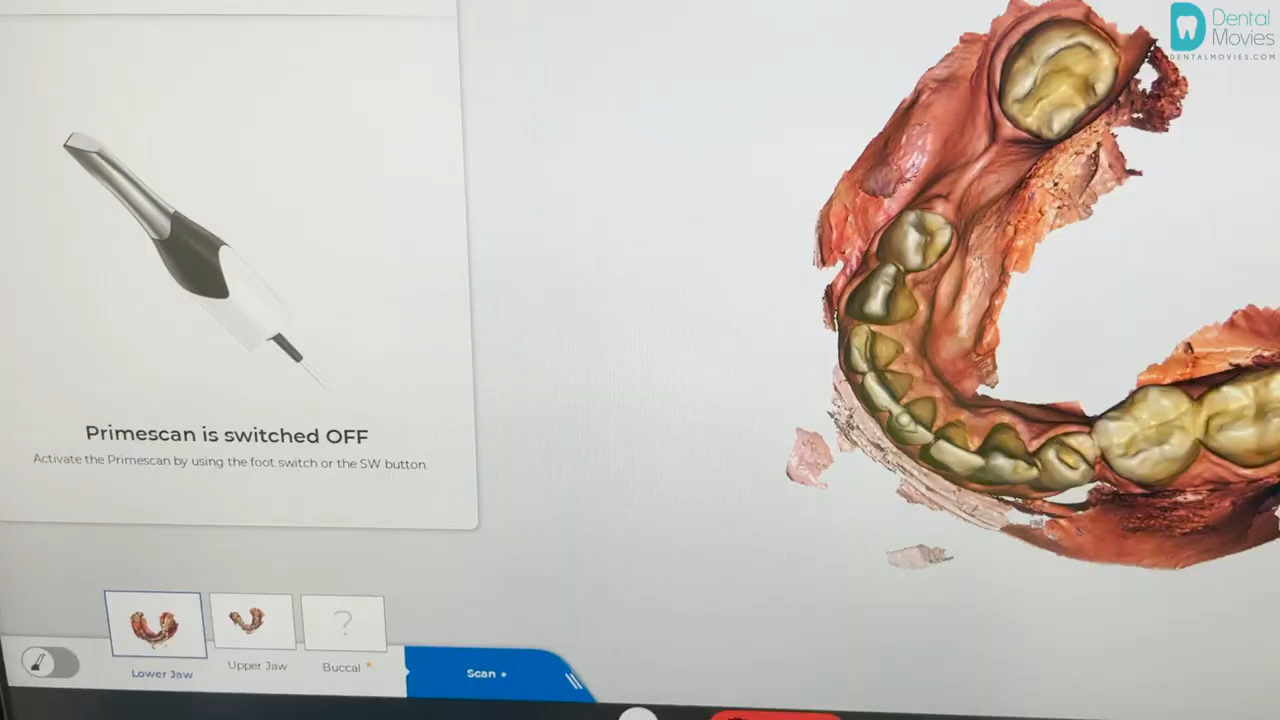 Dental
Movies
DENTALMOVIES.COM
Primescan is switched OFF
Activate the Primescan by using the foot switch or the SW button.
?
Lower Jaw
Upper Jaw
Buccal
Scan